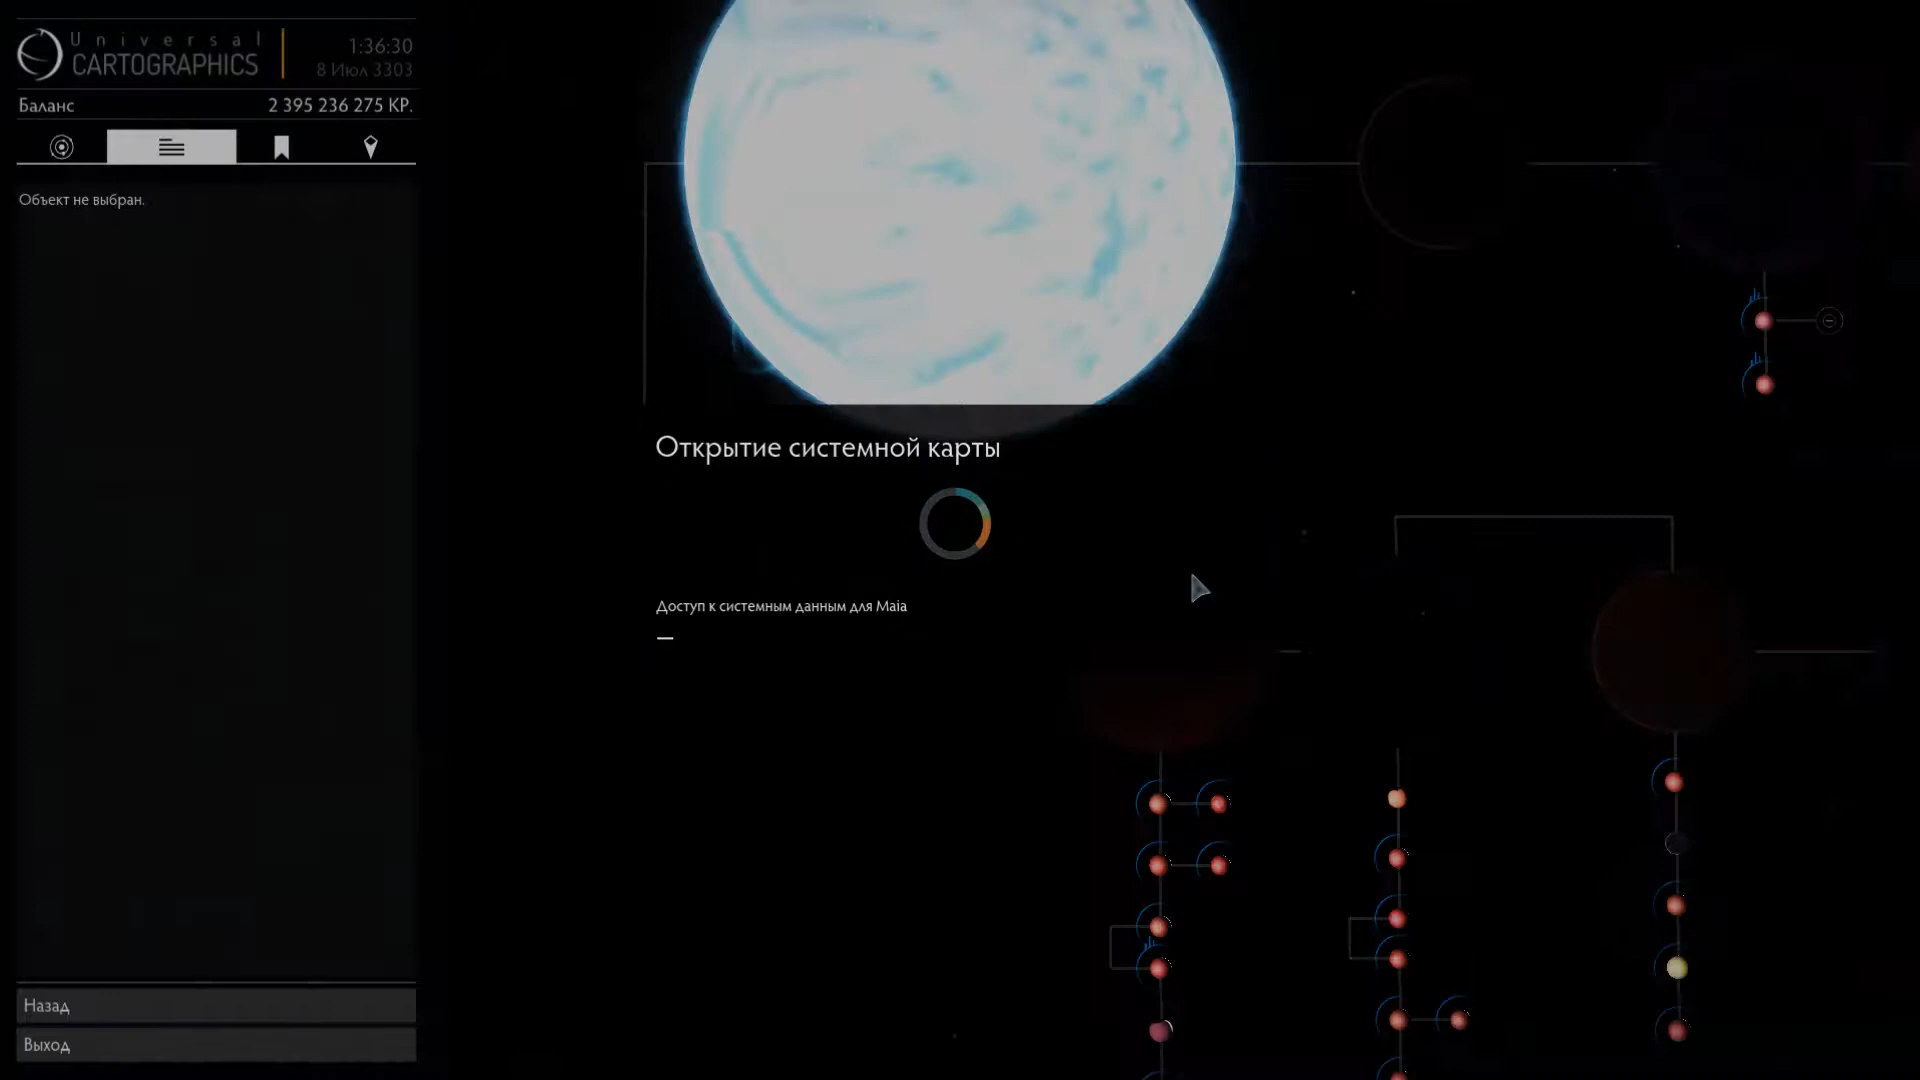 Universal
CARTOGRAPHICS
1:36:30
8 Июл 3303
Баланс
2 395 236 275 КР.
Объект не выбран.
Открытие системной карты
Доступ к системным данным для Maia
Назад
Выход